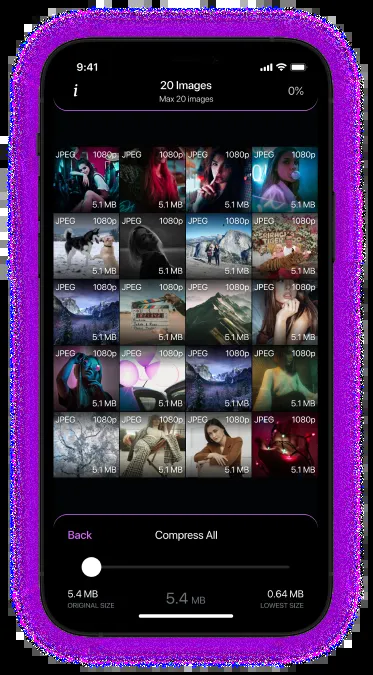 9:41
i
20 Images
0%
Max 20 images
JPEG 1080p JPEG 1080p JPEG 1080p JPEG 1080p
5.1 MB 5.1 MB 5.1 MB 5.1 MB
JPEG 1080p JPEG 1080p JPEG 1080p JPEG 1080p
5.1 MB 5.1 MB 5.1 MB 5.1 MB
JPEG 1080p JPEG 1080p JPEG 1080p JPEG 1080p
5.1 MB 5.1 MB 5.1 MB 5.1 MB
JPEG 1080p JPEG 1080p JPEG 1080p JPEG 1080p
5.1 MB 5.1 MB 5.1 MB 5.1 MB
JPEG 1080p JPEG 1080p JPEG 1080p JPEG 1080p
5.1 MB 5.1 MB 5.1 MB 5.1 MB
Back Compress All
5.4 MB 5.4 MB 0.64 MB
ORIGINAL SIZE LOWEST SIZE